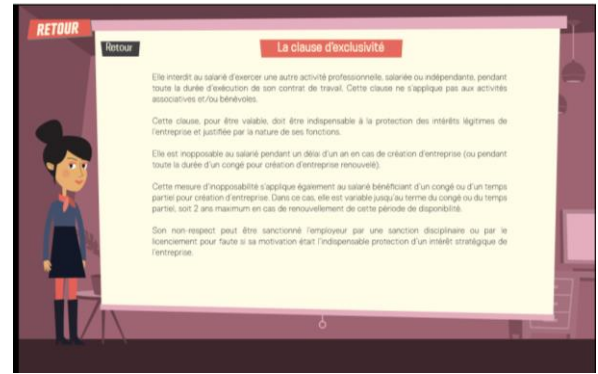 RETOUR
Retour
La clause d'exclusivité
Elle interdit au salarié d'exercer une autre activité professionnelle, salariée ou indépendante, pendant
toute la durée d'exécution de son contrat de travail. Cette clause ne s'applique pas aux activités
associatives et/ou bénévoles.
Cette clause, pour être valable, doit être indispensable à la protection des intérêts légitimes de
l'entreprise et justifiée par la nature de ses fonctions.
Elle est inopposable au salarié pendant un délai d'un an en cas de création d'entreprise (ou pendant
toute la durée d'un congé pour création d'entreprise renouvelé).
Cette mesure d'inopposabilité s'applique également au salarié bénéficiant d'un congé ou d'un temps
partiel pour création d'entreprise. Dans ce cas, elle est variable jusqu'au terme du congé ou du temps
partiel, soit 2 ans maximum en cas de renouvellement de cette période de disponibilité.
Son non-respect peut être sanctionné l'employeur par une sanction disciplinaire ou par le
licenciement pour faute si sa motivation était l'indispensable protection d'un intérêt stratégique de
l'entreprise.